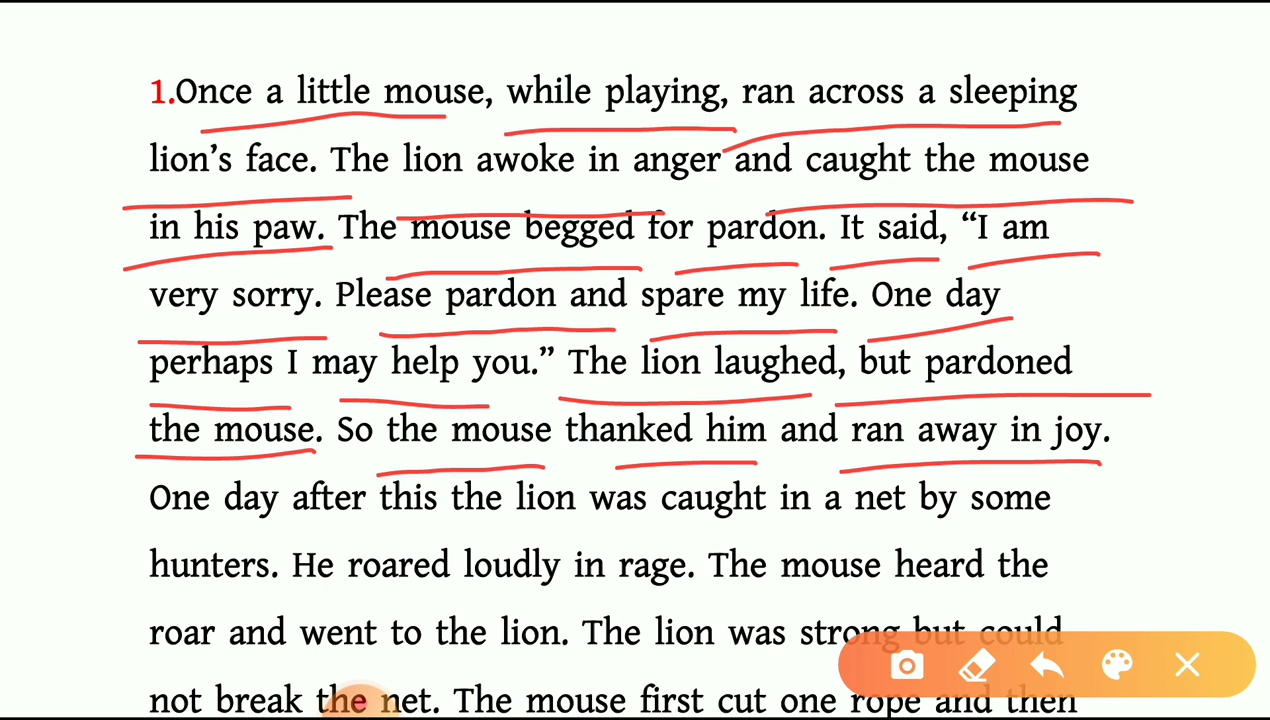 1.Once a little mouse, while playing, ran across a sleeping
lion’s face. The lion awoke in anger and caught the mouse
in his paw. The mouse begged for pardon. It said, “I am
very sorry. Please pardon and spare my life. One day
perhaps I may help you.” The lion laughed, but pardoned
the mouse. So the mouse thanked him and ran away in joy.
One day after this the lion was caught in a net by some
hunters. He roared loudly in rage. The mouse heard the
roar and went to the lion. The lion was strong but could
not break the net. The mouse first cut one rope and then